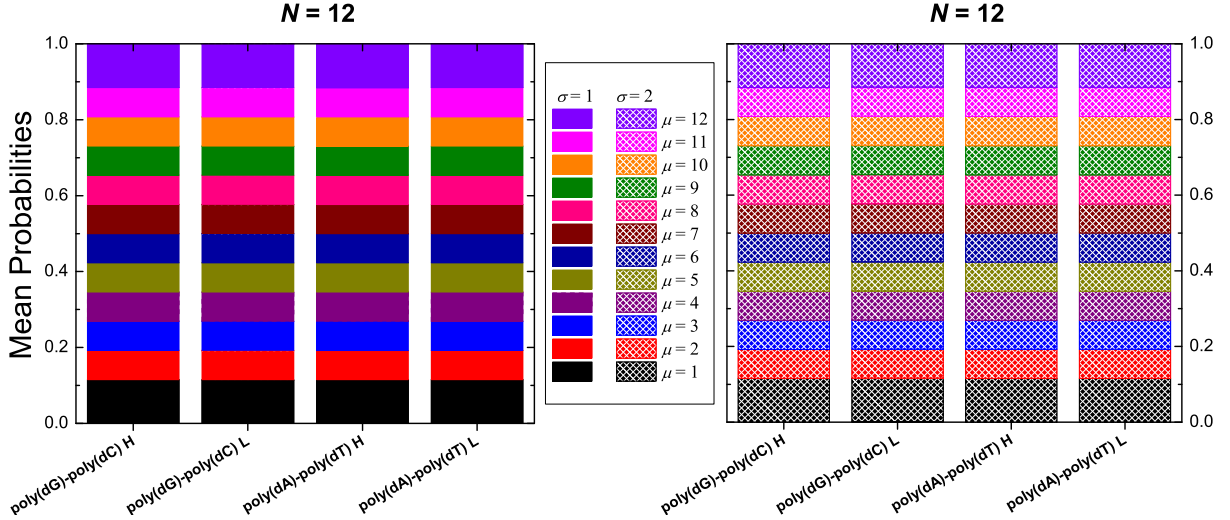 N = 12
N = 12
Mean Probabilities
1.0
0.8
0.6
0.4
0.2
0.0
poly(dG)-poly(dC) H
poly(dG)-poly(dC) L
poly(dA)-poly(dT) H
poly(dA)-poly(dT) L
σ = 1 σ = 2
μ = 12
μ = 11
μ = 10
μ = 9
μ = 8
μ = 7
μ = 6
μ = 5
μ = 4
μ = 3
μ = 2
μ = 1
1.0
0.8
0.6
0.4
0.2
0.0
poly(dG)-poly(dC) H
poly(dG)-poly(dC) L
poly(dA)-poly(dT) H
poly(dA)-poly(dT) L